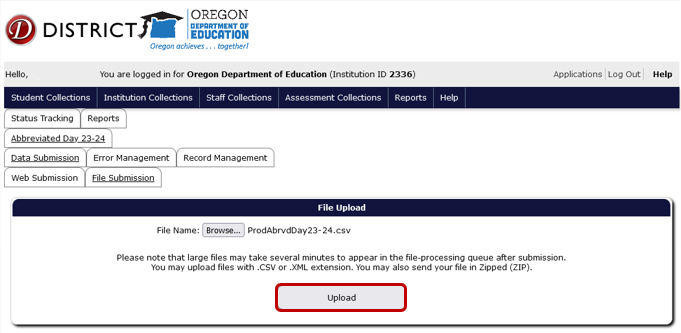 D DISTRICT
OREGON
DEPARTMENT OF
EDUCATION
Oregon achieves . . . together!
Hello, You are logged in for Oregon Department of Education (Institution ID 2336) Applications Log Out Help
Student Collections Institution Collections Staff Collections Assessment Collections Reports Help
Status Tracking Reports
Abbreviated Day 23-24
Data Submission Error Management Record Management
Web Submission File Submission
File Upload
File Name: Browse... ProdAbrvdDay23-24.csv
Please note that large files may take several minutes to appear in the file-processing queue after submission.
You may upload files with .CSV or .XML extension. You may also send your file in Zipped (ZIP).
Upload